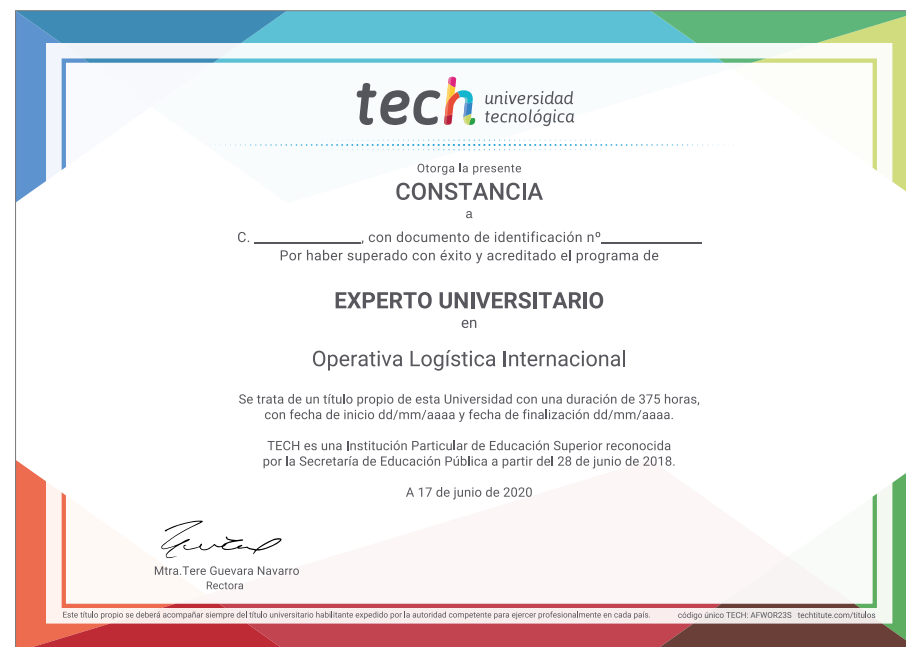 tech universidad
tecnológica
Otorga la presente
CONSTANCIA
a
C. ______________, con documento de identificación nº_____________
Por haber superado con éxito y acreditado el programa de
EXPERTO UNIVERSITARIO
en
Operativa Logística Internacional
Se trata de un título propio de esta Universidad con una duración de 375 horas,
con fecha de inicio dd/mm/aaaa y fecha de finalización dd/mm/aaaa.
TECH es una Institución Particular de Educación Superior reconocida
por la Secretaría de Educación Pública a partir del 28 de junio de 2018.
A 17 de junio de 2020
Mtra.Tere Guevara Navarro
Rectora
Este título propio se deberá acompañar siempre del título universitario habilitante expedido por la autoridad competente para ejercer profesionalmente en cada país. código único TECH: AFWOR23S techtitute.com/titulos